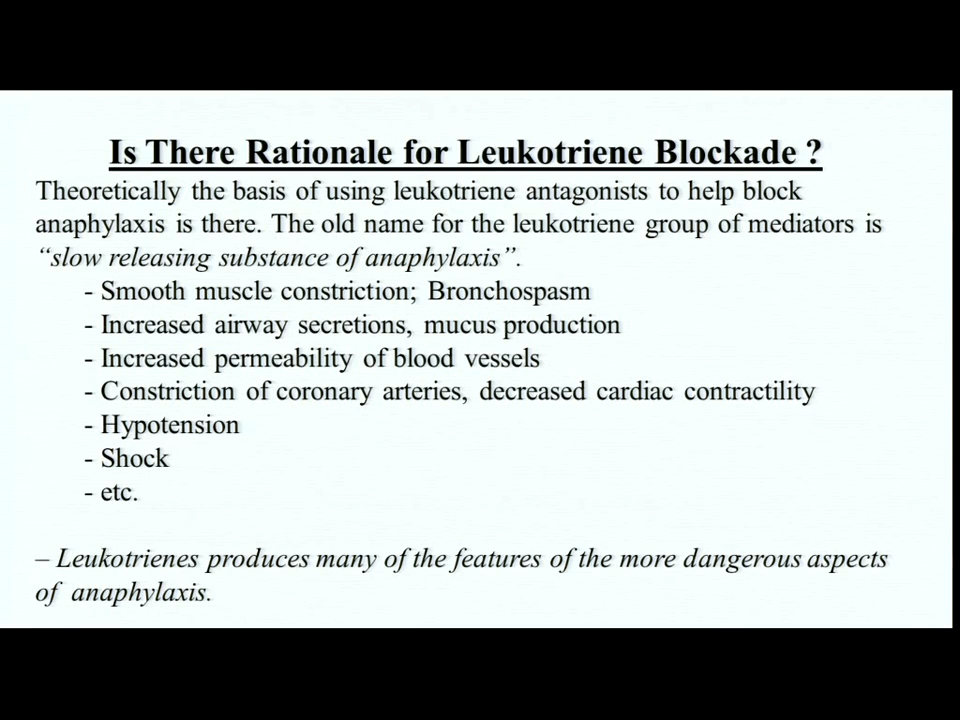 Is There Rationale for Leukotriene Blockade ?
Theoretically the basis of using leukotriene antagonists to help block
anaphylaxis is there. The old name for the leukotriene group of mediators is
“slow releasing substance of anaphylaxis”.
- Smooth muscle constriction; Bronchospasm
- Increased airway secretions, mucus production
- Increased permeability of blood vessels
- Constriction of coronary arteries, decreased cardiac contractility
- Hypotension
- Shock
- etc.
– Leukotrienes produces many of the features of the more dangerous aspects
of anaphylaxis.